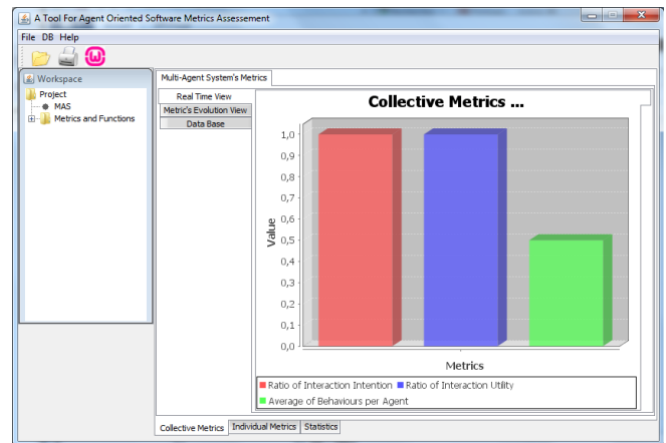 A Tool For Agent Oriented Software Metrics Assessement
File DB Help
Workspace
Project
MAS
Metrics and Functions
Multi-Agent System's Metrics
Real Time View
Metric's Evolution View
Data Base
Collective Metrics ...
1,0
0,9
0,8
0,7
0,6
0,5
0,4
0,3
0,2
0,1
0,0
Value
Metrics
Ratio of Interaction Intention Ratio of Interaction Utility
Average of Behaviours per Agent
Collective Metrics Individual Metrics Statistics